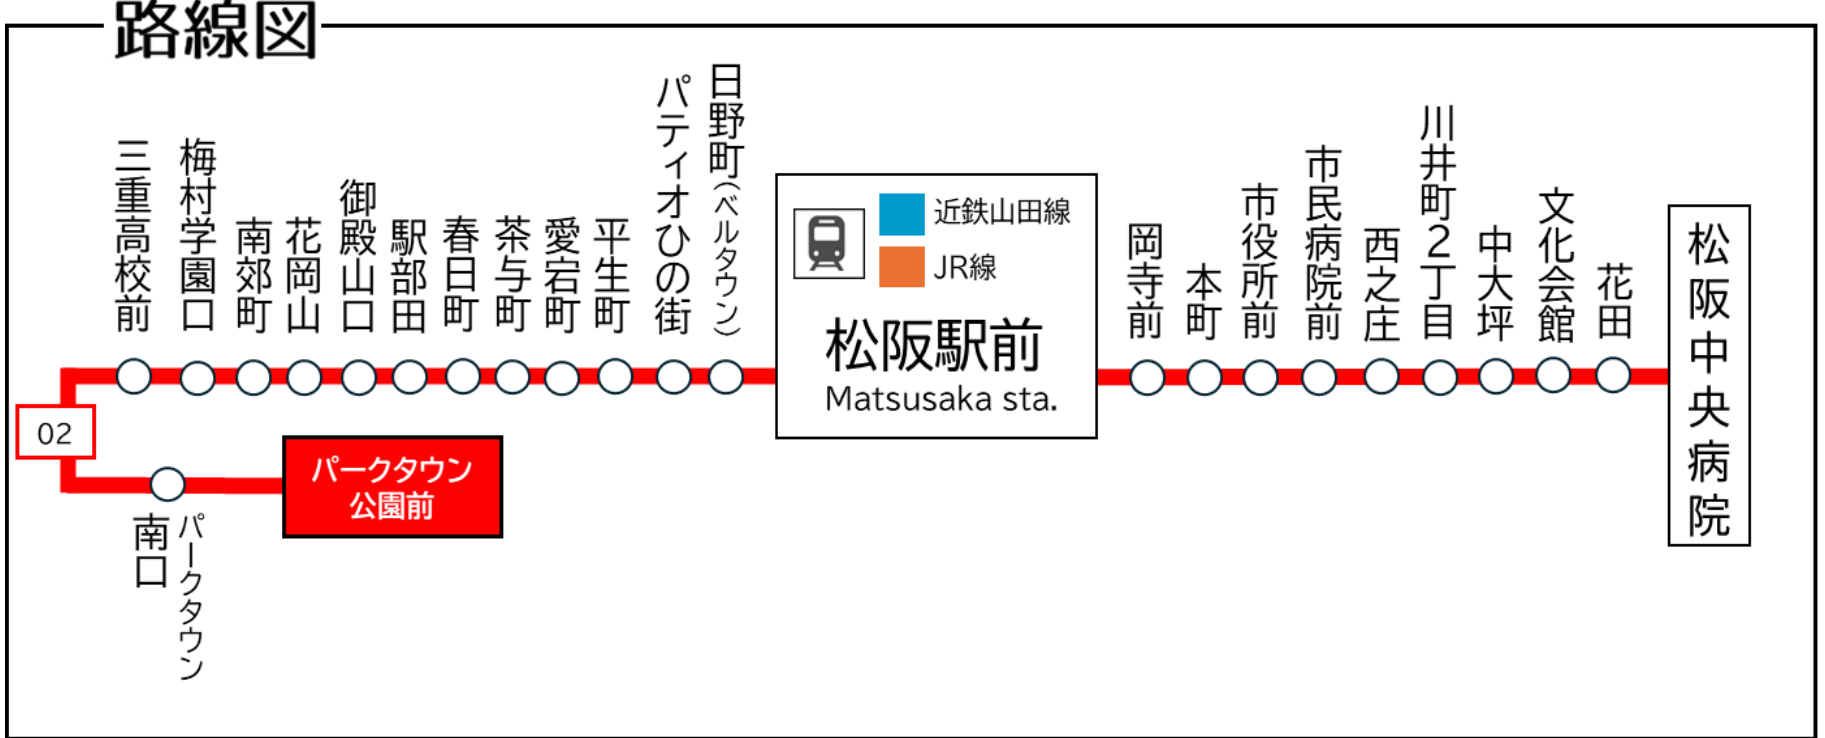 路線図
三重高校前
梅村学園口
南郊町
花岡山
御殿山口
駅部田
春日町
茶与町
愛宕町
平生町
パティオひの街
日野町(ベルタウン)
近鉄山田線
JR線
松阪駅前
Matsusaka sta.
岡寺前
本町
市役所前
市民病院前
西之庄
川井町2丁目
中大坪
文化会館
花田
松阪中央病院
02
パークタウン
公園前
パークタウン
南口